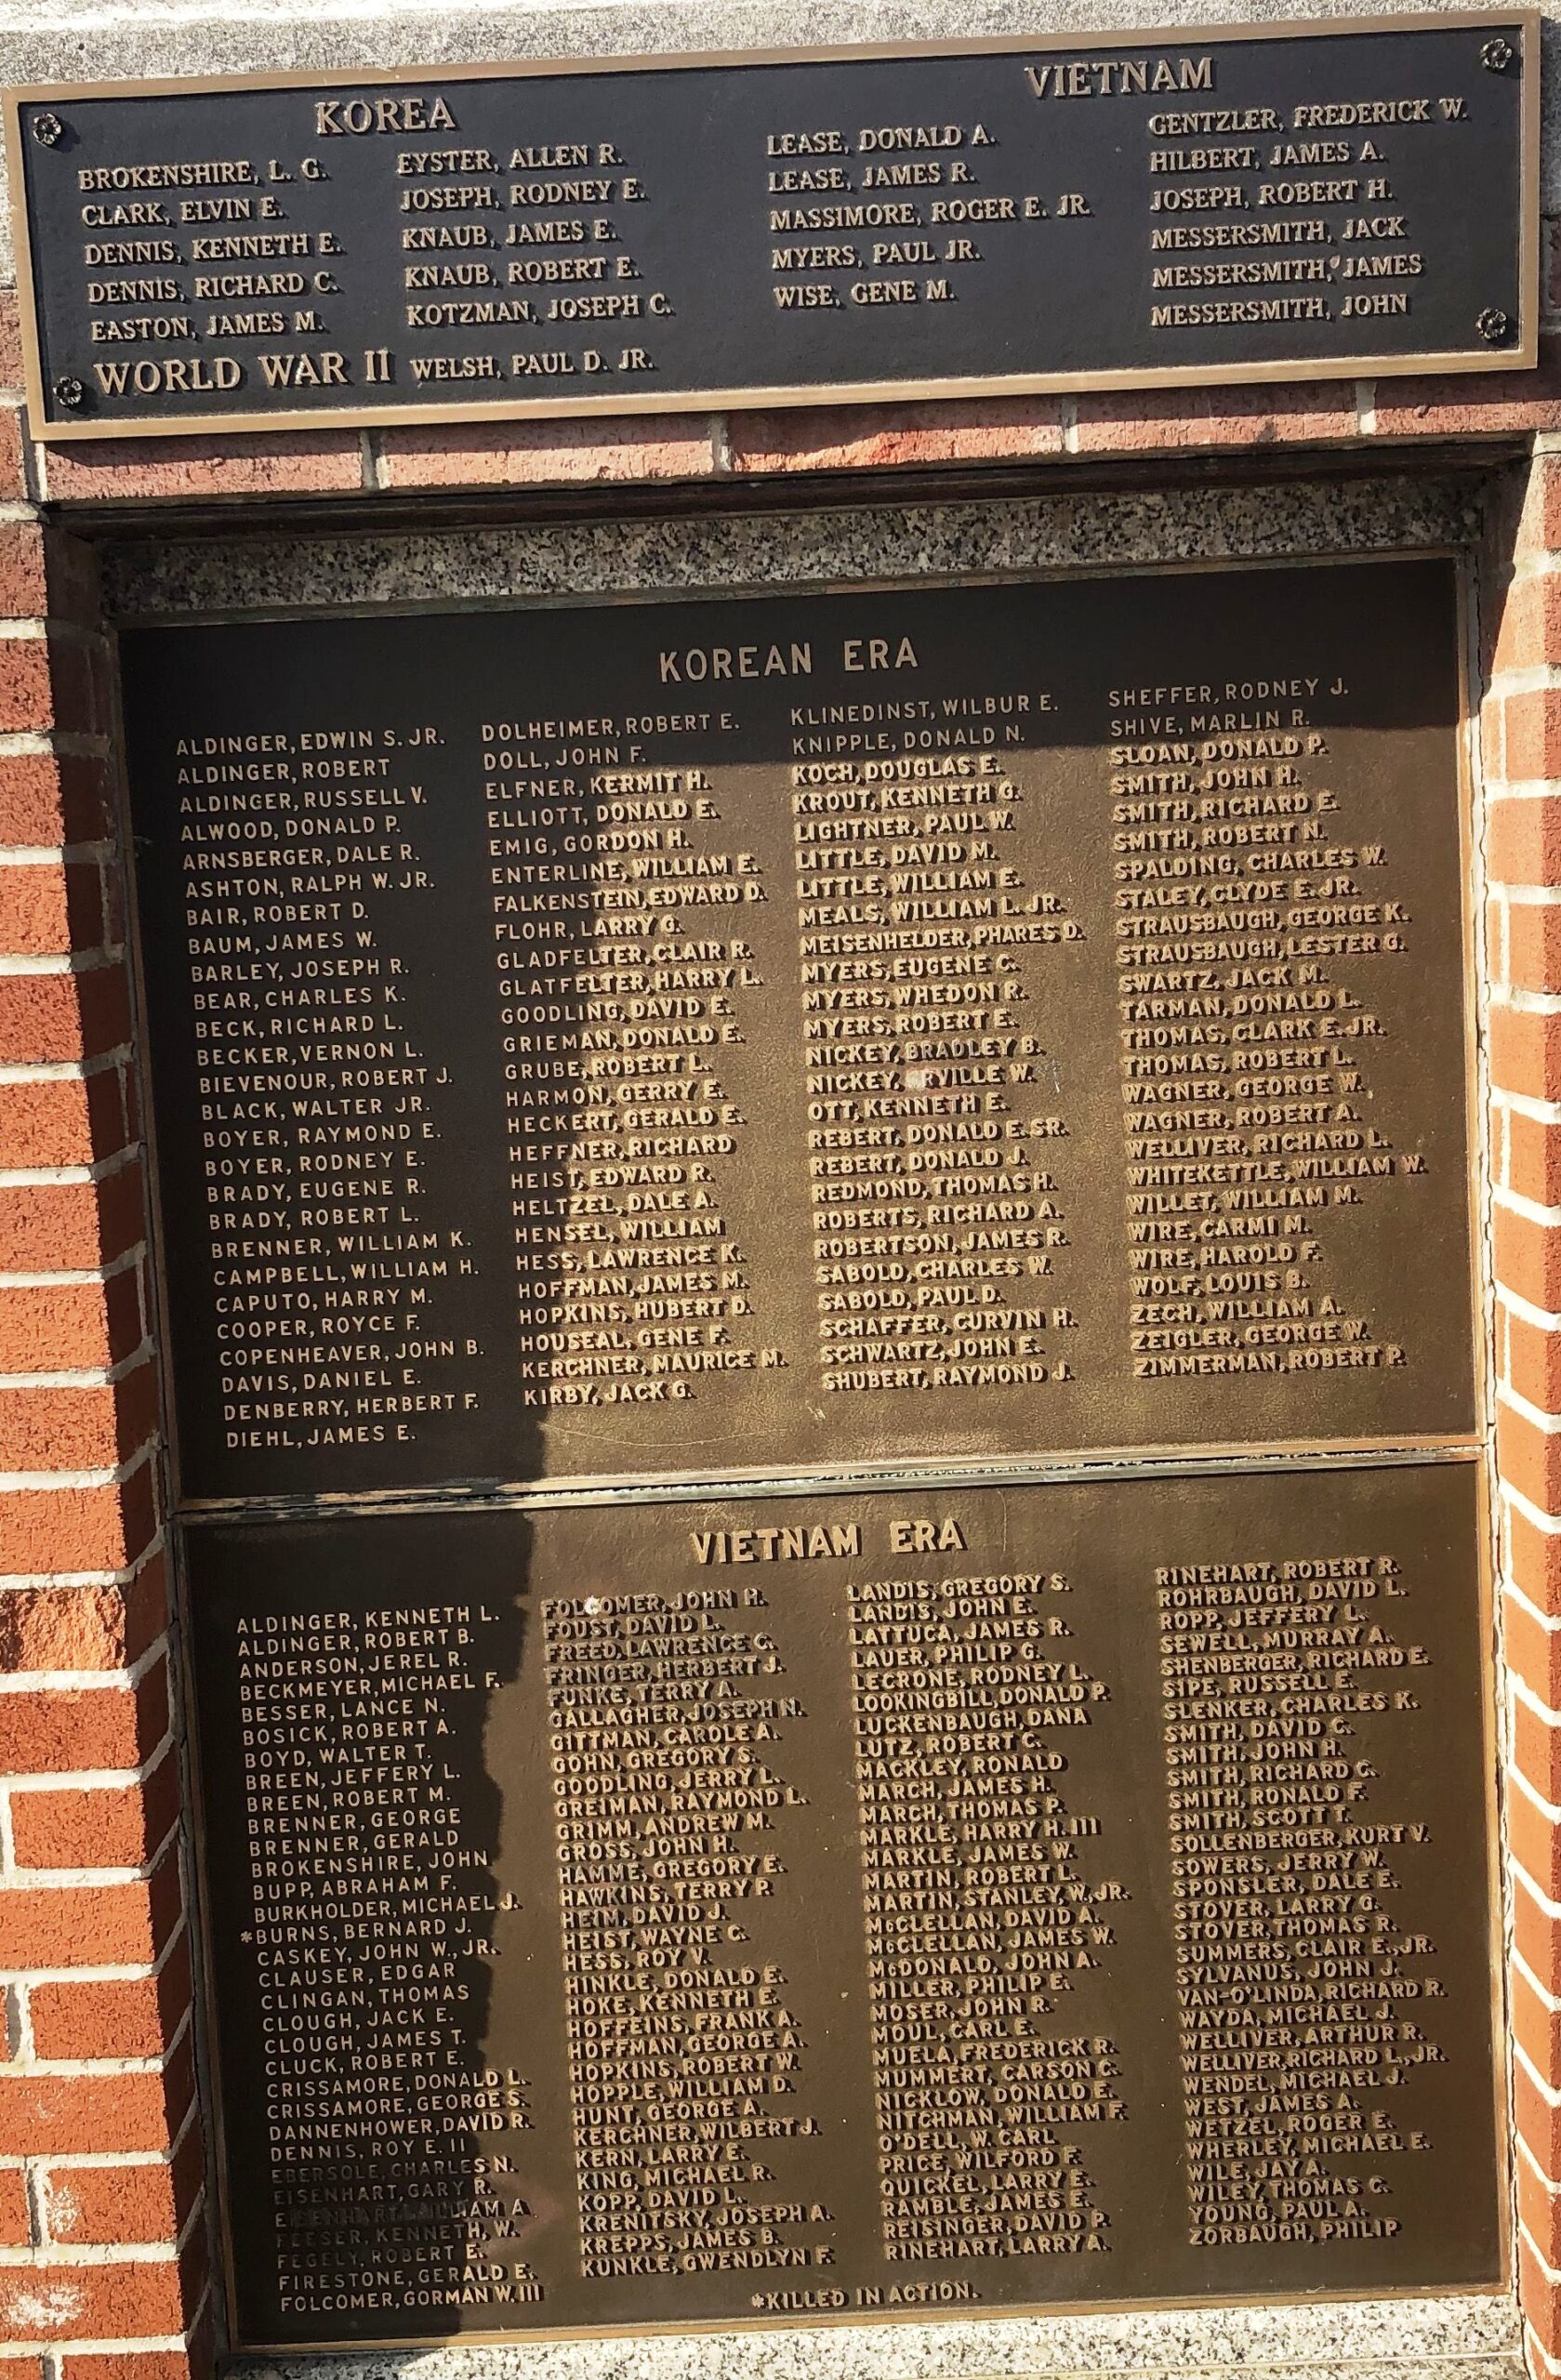 KOREA
BROKENSHIRE, L. G.
CLARK, ELVIN E.
DENNIS, KENNETH E.
DENNIS, RICHARD C.
EASTON, JAMES M.
EYSTER, ALLEN R.
JOSEPH, RODNEY E.
KNAUB, JAMES E.
KNAUB, ROBERT E.
KOTZMAN, JOSEPH C.
WORLD WAR II WELSH, PAUL D. JR.
VIETNAM
LEASE, DONALD A.
LEASE, JAMES R.
MASSIMORE, ROGER E. JR.
MYERS, PAUL JR.
WISE, GENE M.
GENTZLER, FREDERICK W.
HILBERT, JAMES A.
JOSEPH, ROBERT H.
MESSERSMITH, JACK
MESSERSMITH, JAMES
MESSERSMITH, JOHN
KOREAN ERA
ALDINGER, EDWIN S. JR.
ALDINGER, ROBERT
ALDINGER, RUSSELL V.
ALWOOD, DONALD P.
ARNSBERGER, DALE R.
ASHTON, RALPH W. JR.
BAIR, ROBERT D.
BAUM, JAMES W.
BARLEY, JOSEPH R.
BEAR, CHARLES K.
BECK, RICHARD L.
BECKER, VERNON L.
BIEVENOUR, ROBERT J.
BLACK, WALTER JR.
BOYER, RAYMOND E.
BOYER, RODNEY E.
BRADY, EUGENE R.
BRADY, ROBERT L.
BRENNER, WILLIAM K.
CAMPBELL, WILLIAM H.
CAPUTO, HARRY M.
COOPER, ROYCE F.
COPENHEAVER, JOHN B.
DAVIS, DANIEL E.
DENBERRY, HERBERT F.
DIEHL, JAMES E.
DOLHEIMER, ROBERT E.
DOLL, JOHN F.
ELFNER, KERMIT H.
ELLIOTT, DONALD E.
EMIG, GORDON H.
ENTERLINE, WILLIAM E.
FALKENSTEIN, EDWARD D.
FLOHR, LARRY G.
GLADFELTER, CLAIR R.
GLATFELTER, HARRY L.
GOODLING, DAVID E.
GRIEMAN, DONALD E.
GRUBE, ROBERT L.
HARMON, GERRY E.
HECKERT, GERALD E.
HEFFNER, RICHARD
HEIST, EDWARD R.
HELTZEL, DALE A.
HENSEL, WILLIAM
HESS, LAWRENCE K.
HOFFMAN, JAMES M.
HOPKINS, HUBERT D.
HOUSEAL, GENE F.
KERCHNER, MAURICE M.
KIRBY, JACK G.
KLINEDINST, WILBUR E.
KNIPPLE, DONALD N.
KOCH, DOUGLAS E.
KROUT, KENNETH G.
LIGHTNER, PAUL W.
LITTLE, DAVID M.
LITTLE, WILLIAM E.
MEALS, WILLIAM L. JR.
MEISENHELDER, PHARES D.
MYERS, EUGENE C.
MYERS, WHEDON R.
MYERS, ROBERT E.
NICKEY, BRADLEY B.
NICKEY, ORVILLE W.
OTT, KENNETH E.
REBERT, DONALD E. SR.
REBERT, DONALD J.
REDMOND, THOMAS H.
ROBERTS, RICHARD A.
ROBERTSON, JAMES R.
SABOLD, CHARLES W.
SABOLD, PAUL D.
SCHAFFER, CURVIN H.
SCHWARTZ, JOHN E.
SHUBERT, RAYMOND J.
SHEFFER, RODNEY J.
SHIVE, MARLIN R.
SLOAN, DONALD P.
SMITH, JOHN H.
SMITH, RICHARD E.
SMITH, ROBERT N.
SPALDING, CHARLES W.
STALEY, CLYDE E. JR.
STRAUSBAUGH, GEORGE K.
STRAUSBAUGH, LESTER G.
SWARTZ, JACK M.
TARMAN, DONALD L.
THOMAS, CLARK E. JR.
THOMAS, ROBERT L.
WAGNER, GEORGE W.
WAGNER, ROBERT A.
WELLIVER, RICHARD L.
WHITEKETTLE, WILLIAM W.
WILLET, WILLIAM M.
WIRE, CARMI M.
WIRE, HAROLD F.
WOLF, LOUIS B.
ZECH, WILLIAM A.
ZEIGLER, GEORGE W.
ZIMMERMAN, ROBERT P.
VIETNAM ERA
ALDINGER, KENNETH L.
ALDINGER, ROBERT B.
ANDERSON, JEREL R.
BECKMEYER, MICHAEL F.
BESSER, LANCE N.
BOSICK, ROBERT A.
BOYD, WALTER T.
BREEN, JEFFERY L.
BREEN, ROBERT M.
BRENNER, GEORGE
BRENNER, GERALD
BROKENSHIRE, JOHN
BUPP, ABRAHAM F.
BURKHOLDER, MICHAEL J.
*BURNS, BERNARD J.
CASKEY, JOHN W., JR.
CLAUSER, EDGAR
CLINGAN, THOMAS
CLOUGH, JACK E.
CLOUGH, JAMES T.
CLUCK, ROBERT E.
CRISSAMORE, DONALD L.
CRISSAMORE, GEORGE S.
DANNENHOWER, DAVID R.
DENNIS, ROY E. II
EBERSOLE, CHARLES N.
EISENHART, GARY R.
EISENHART, WILLIAM A.
FEESER, KENNETH, W.
FEGELY, ROBERT E.
FIRESTONE, GERALD E.
FOLCOMER, GORMAN W. III
FOLCOMER, JOHN H.
FOUST, DAVID L.
FREED, LAWRENCE C.
FRINGER, HERBERT J.
FUNKE, TERRY A.
GALLAGHER, JOSEPH N.
GITTMAN, CAROLE A.
GOHN, GREGORY S.
GOODLING, JERRY L.
GREIMAN, RAYMOND L.
GRIMM, ANDREW M.
GROSS, JOHN H.
HAMME, GREGORY E.
HAWKINS, TERRY P.
HEIM, DAVID J.
HEIST, WAYNE C.
HESS, ROY V.
HINKLE, DONALD E.
HOKE, KENNETH E.
HOFFEINS, FRANK A.
HOFFMAN, GEORGE A.
HOPKINS, ROBERT W.
HOPPLE, WILLIAM D.
HUNT, GEORGE A.
KERCHNER, WILBERT J.
KERN, LARRY E.
KING, MICHAEL R.
KOPP, DAVID L.
KRENITSKY, JOSEPH A.
KREPPS, JAMES B.
KUNKLE, GWENDLYN F.
LANDIS, GREGORY S.
LANDIS, JOHN E.
LATTUCA, JAMES R.
LAUER, PHILIP G.
LECRONE, RODNEY L.
LOOKINGBILL, DONALD P.
LUCKENBAUGH, DANA
LUTZ, ROBERT C.
MACKLEY, RONALD
MARCH, JAMES H.
MARCH, THOMAS P.
MARKLE, HARRY H. III
MARKLE, JAMES W.
MARTIN, ROBERT L.
MARTIN, STANLEY, W., JR.
McCLELLAN, DAVID A.
McCLELLAN, JAMES W.
McDONALD, JOHN A.
MILLER, PHILIP E.
MOSER, JOHN R.
MOUL, CARL E.
MUELA, FREDERICK R.
MUMMERT, CARSON C.
NICKLOW, DONALD E.
NITCHMAN, WILLIAM F.
O'DELL, W. CARL
PRICE, WILFORD F.
QUICKEL, LARRY E.
RAMBLE, JAMES E.
REISINGER, DAVID P.
RINEHART, LARRY A.
RINEHART, ROBERT R.
ROHRBAUGH, DAVID L.
ROPP, JEFFERY L.
SEWELL, MURRAY A.
SHENBERGER, RICHARD E.
SIPE, RUSSELL E.
SLENKER, CHARLES K.
SMITH, DAVID C.
SMITH, JOHN H.
SMITH, RICHARD C.
SMITH, RONALD F.
SMITH, SCOTT T.
SOLLENBERGER, KURT V.
SOWERS, JERRY W.
SPONSLER, DALE E.
STOVER, LARRY G.
STOVER, THOMAS R.
SUMMERS, CLAIR E., JR.
SYLVANUS, JOHN J.
VAN-O'LINDA, RICHARD R.
WAYDA, MICHAEL J.
WELLIVER, ARTHUR R.
WELLIVER, RICHARD L., JR.
WENDEL, MICHAEL J.
WEST, JAMES A.
WETZEL, ROGER E.
WHERLEY, MICHAEL E.
WILE, JAY A.
WILEY, THOMAS C.
YOUNG, PAUL A.
ZORBAUGH, PHILIP
*KILLED IN ACTION.